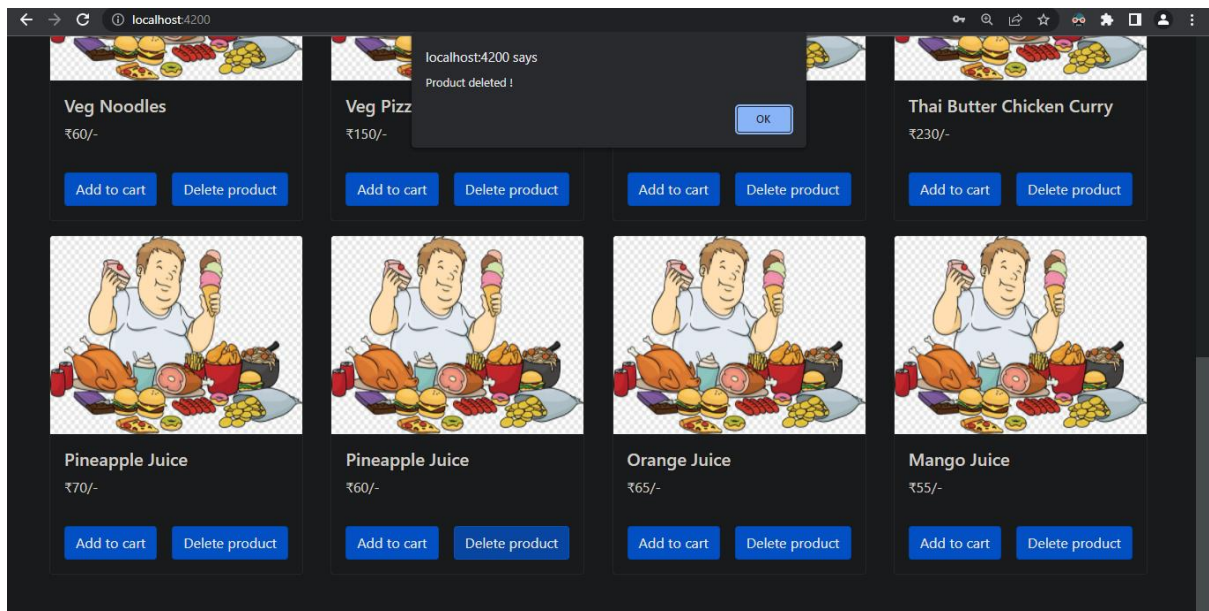 localhost:4200
localhost:4200 says
Product deleted !
OK
Veg Noodles
₹60/-
Add to cart Delete product
Veg Pizz
₹150/-
Add to cart Delete product
Add to cart Delete product
Thai Butter Chicken Curry
₹230/-
Add to cart Delete product
Pineapple Juice
₹70/-
Add to cart Delete product
Pineapple Juice
₹60/-
Add to cart Delete product
Orange Juice
₹65/-
Add to cart Delete product
Mango Juice
₹55/-
Add to cart Delete product